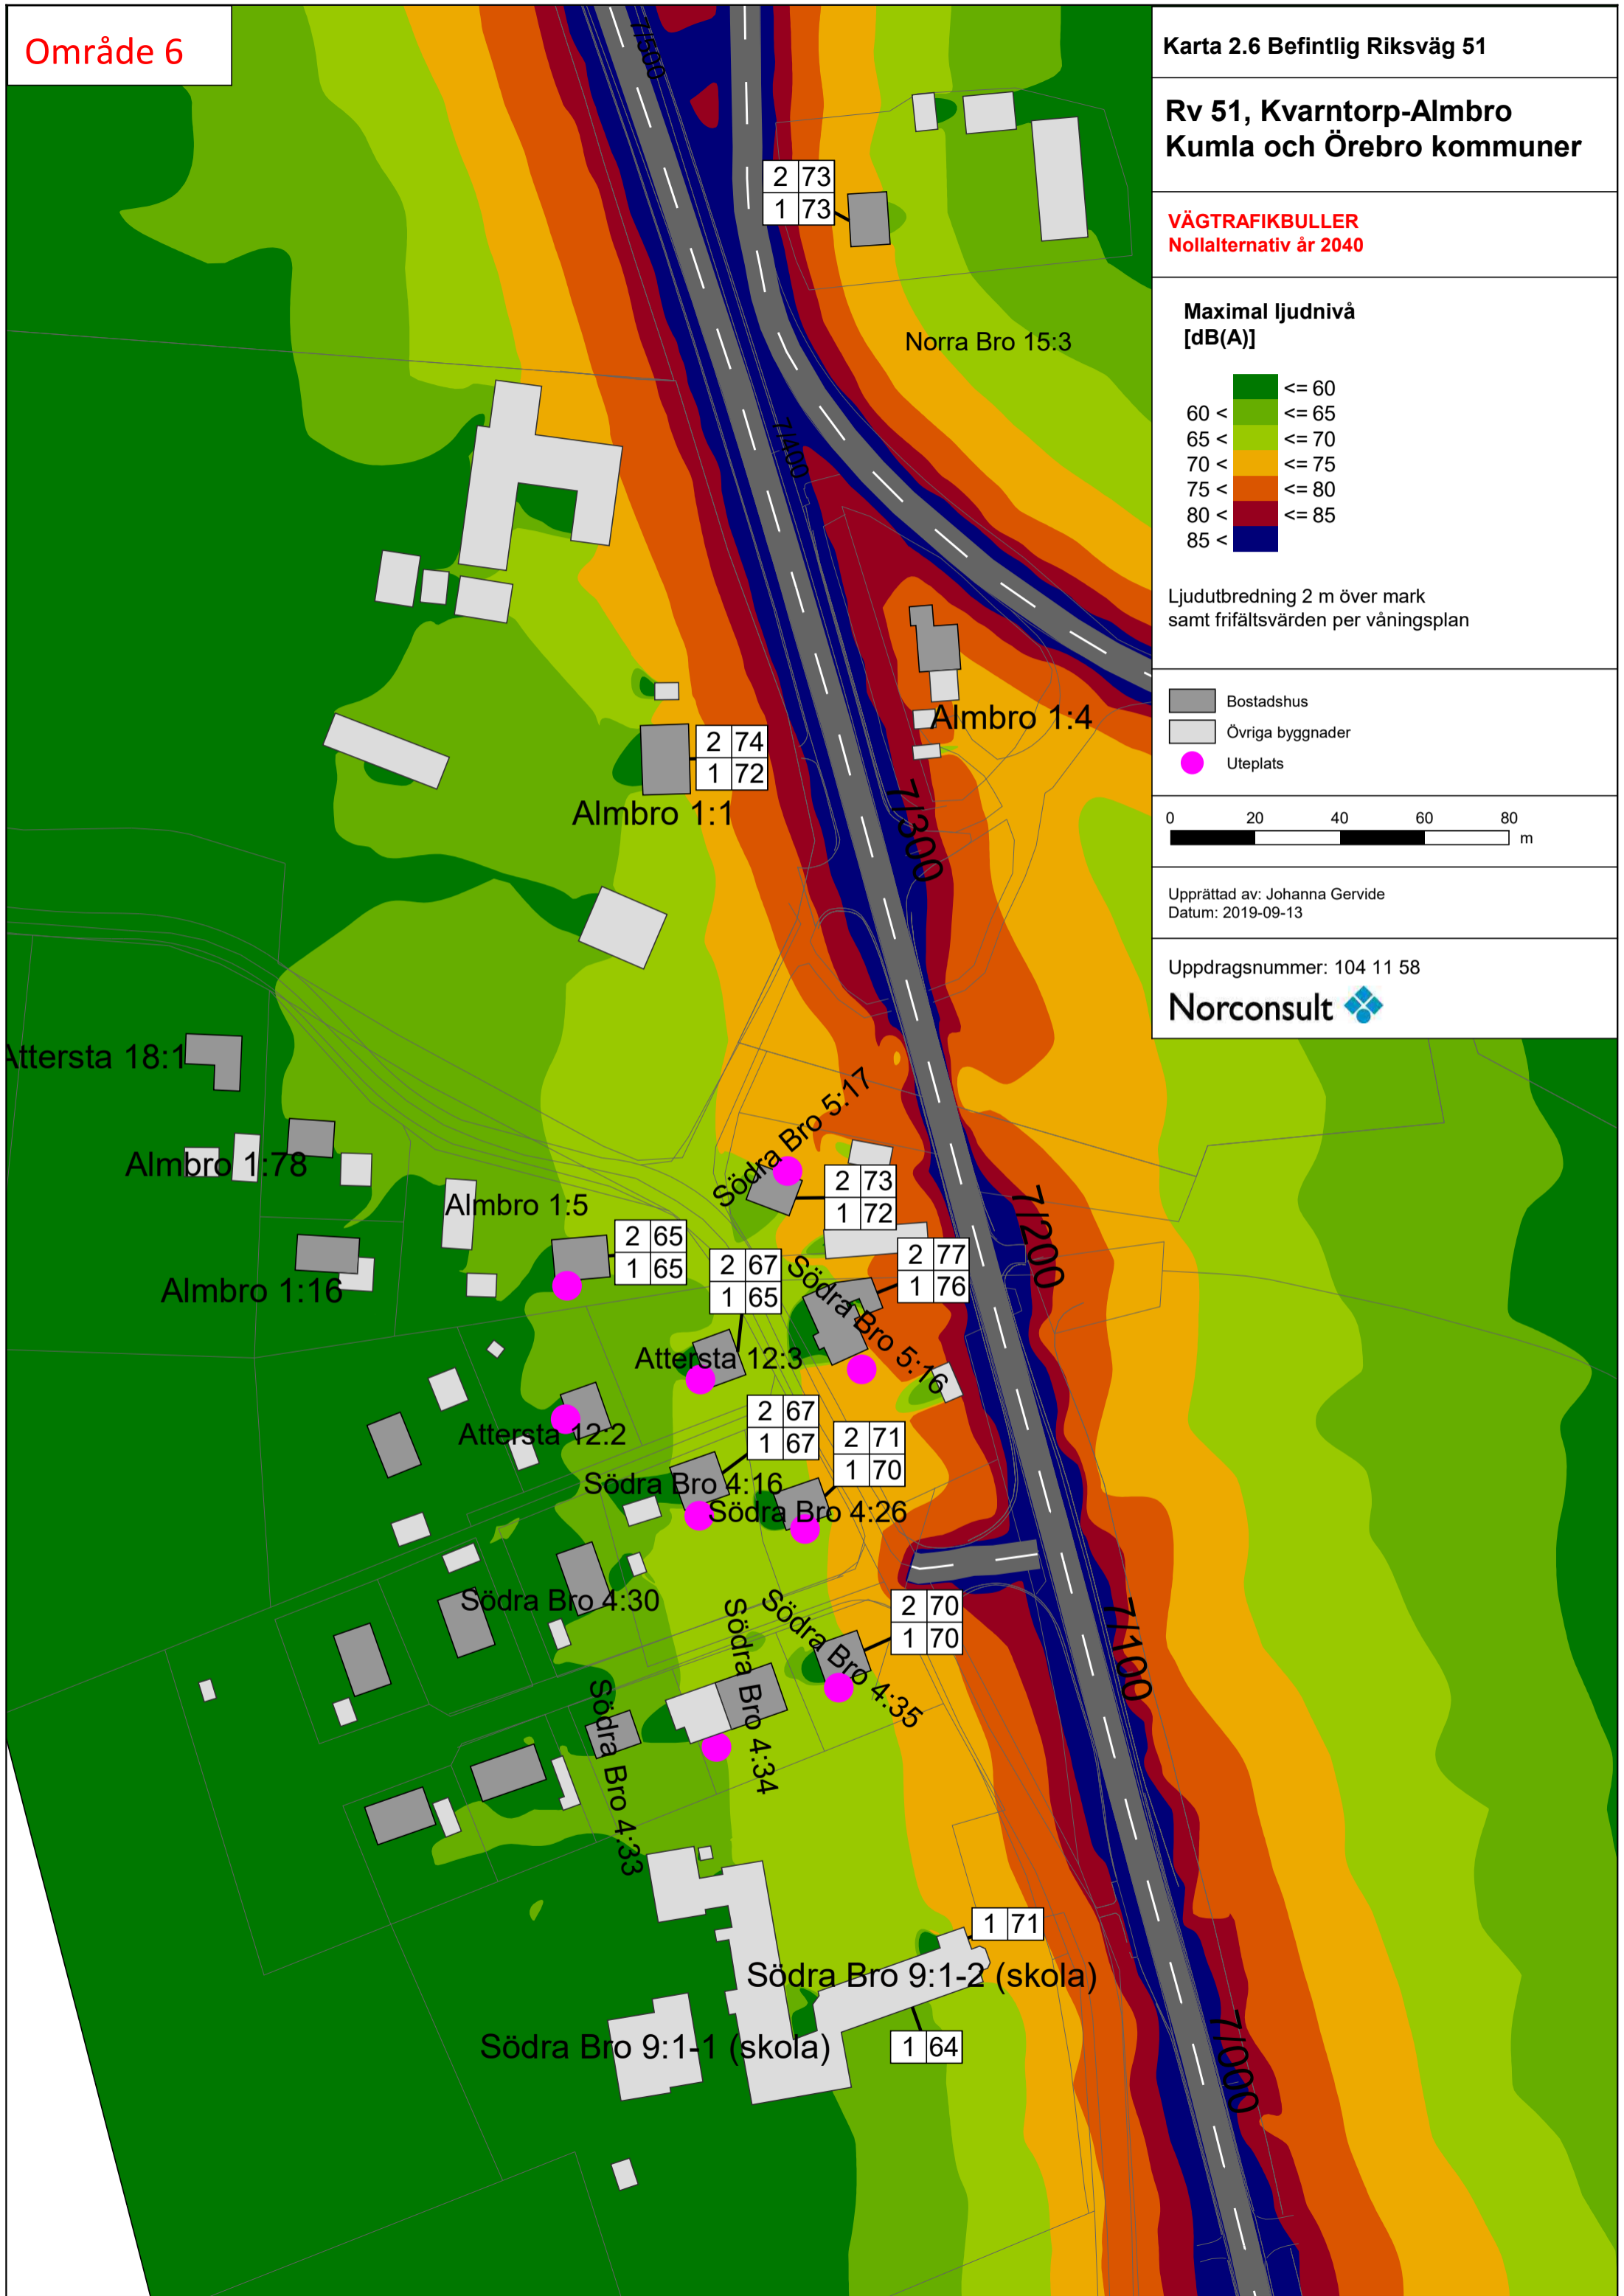 Område 6
Karta 2.6 Befintlig Riksväg 51
Rv 51, Kvarntorp-Almbro
Kumla och Örebro kommuner
VÄGTRAFIKBULLER
Nollalternativ år 2040
Maximal ljudnivå
[dB(A)]
<= 60
60 < <= 65
65 < <= 70
70 < <= 75
75 < <= 80
80 < <= 85
85 <
Ljudutbredning 2 m över mark
samt frifältsvärden per våningsplan
Bostadshus
Övriga byggnader
Uteplats
0 20 40 60 80
m
Upprättad av: Johanna Gervide
Datum: 2019-09-13
Uppdragsnummer: 104 11 58
Norconsult
7/500
2 73
1 73
Norra Bro 15:3
7/400
Almbro 1:4
2 74
1 72
Almbro 1:1
7/300
Attersta 18:1
Södra Bro 5:17
Almbro 1:78
2 73
1 72
Almbro 1:5
7/200
2 65
1 65
2 67
1 65
2 77
1 76
Almbro 1:16
Södra Bro 5:16
Attersta 12:3
2 67
1 67
2 71
1 70
Attersta 12:2
Södra Bro 4:16
Södra Bro 4:26
Södra Bro 4:30
2 70
1 70
7/100
Södra Bro 4:35
Södra Bro 4:34
Södra Bro 4:33
1 71
Södra Bro 9:1-2 (skola)
Södra Bro 9:1-1 (skola)
1 64
7/000